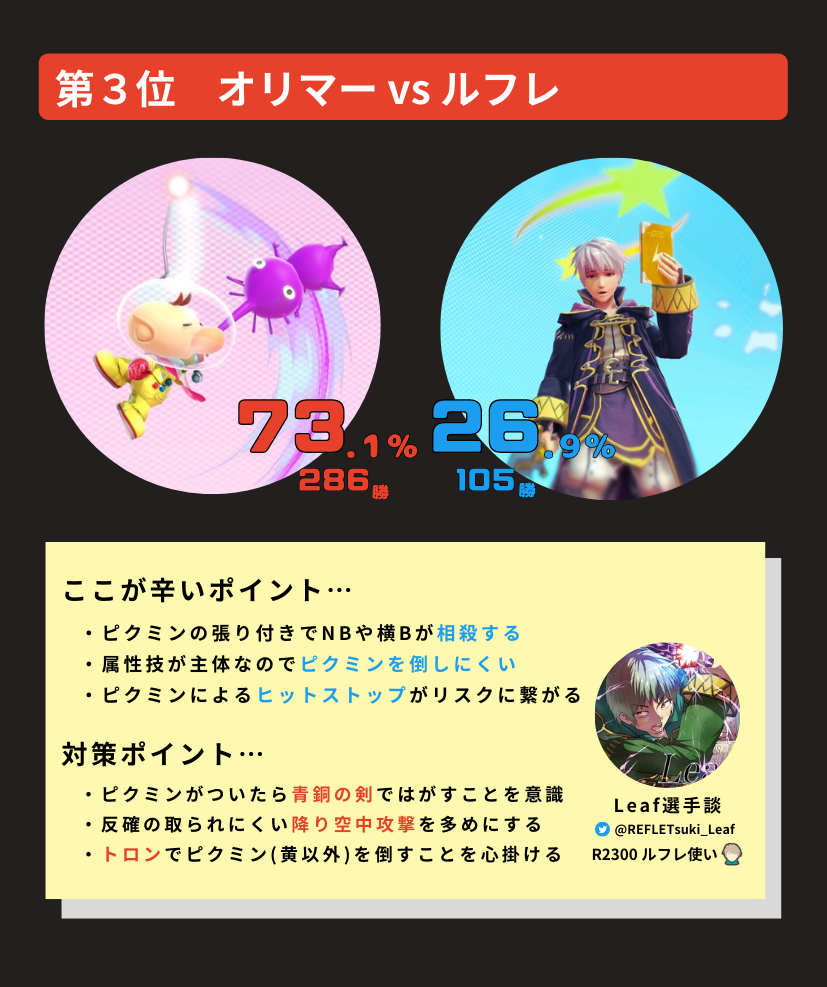 第３位　オリマー vs ルフレ
73.1% 26.9%
286勝 105勝
ここが辛いポイント…
・ピクミンの張り付きでNBや横Bが相殺する
・属性技が主体なのでピクミンを倒しにくい
・ピクミンによるヒットストップがリスクに繋がる
対策ポイント…
・ピクミンがついたら青銅の剣ではがすことを意識
・反確の取られにくい降り空中攻撃を多めにする
・トロンでピクミン(黄以外)を倒すことを心掛ける
Lea
Leaf選手談
@REFLETsuki_Leaf
R2300 ルフレ使い